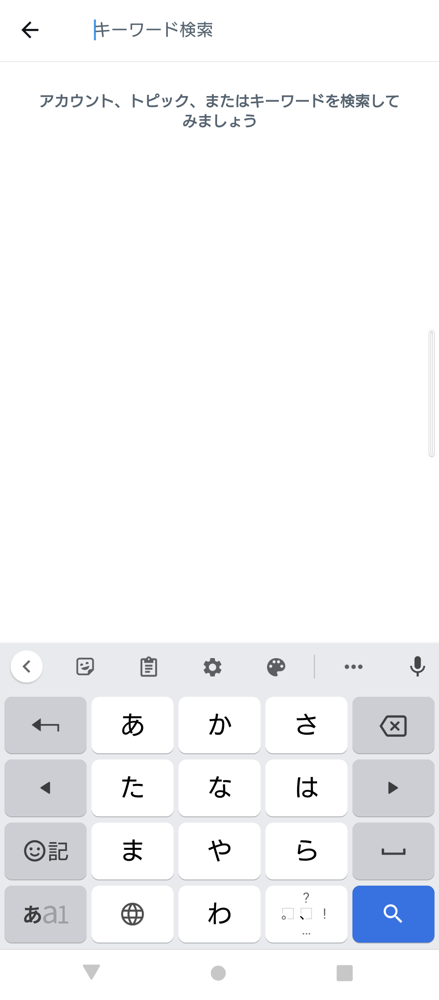 キーワード検索
アカウント、トピック、またはキーワードを検索して
みましょう
あ か さ
た な は
記 ま や ら
あa1 わ 。 ? 、 ! …